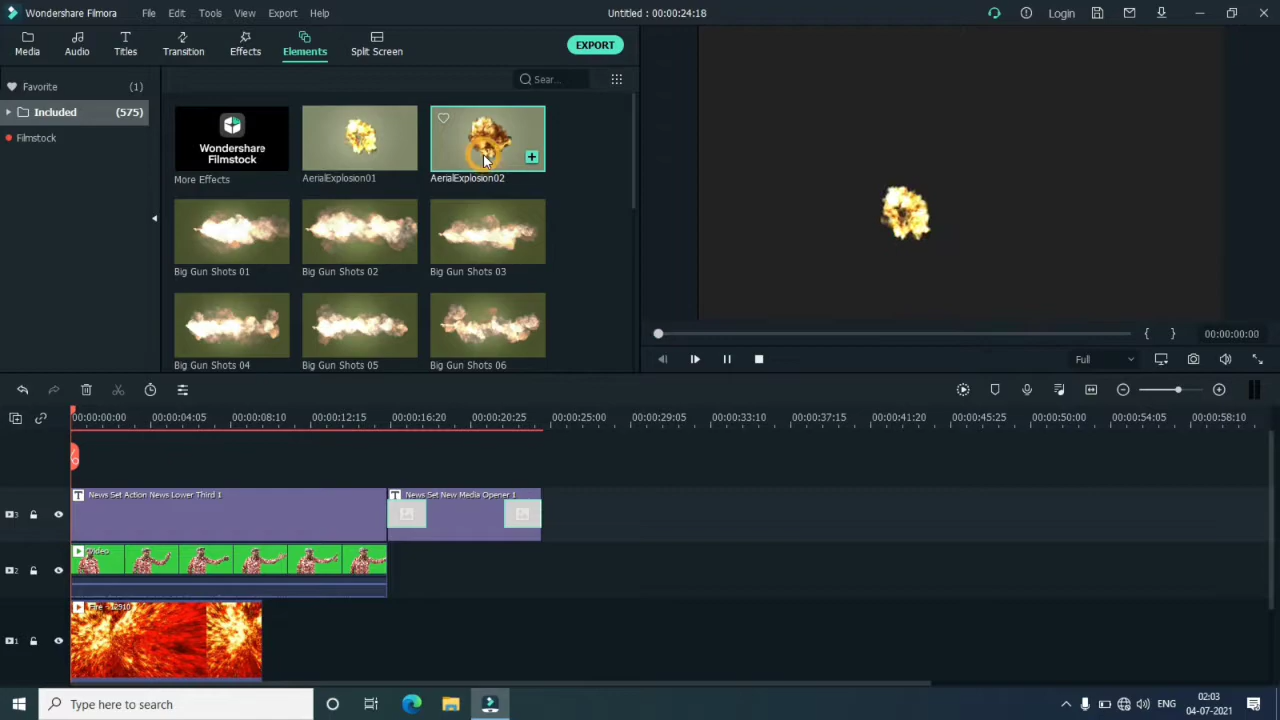 Wondershare Filmora File Edit Tools View Export Help Untitled : 00:00:24:18 Login
Media Audio Titles Transition Effects Elements Split Screen EXPORT
Favorite (1)
Included (575)
Filmstock
Sear...
Wondershare
Filmstock
More Effects AerialExplosion01 AerialExplosion02
Big Gun Shots 01 Big Gun Shots 02 Big Gun Shots 03
Big Gun Shots 04 Big Gun Shots 05 Big Gun Shots 06
{ } 00:00:00:00
Full
00:00:00:00 00:00:04:05 00:00:08:10 00:00:12:15 00:00:16:20 00:00:20:25 00:00:25:00 00:00:29:05 00:00:33:10 00:00:37:15 00:00:41:20 00:00:45:25 00:00:50:00 00:00:54:05 00:00:58:10
T News Set Action News Lower Third 1 T News Set New Media Opener 1
3
Video
2
1
Type here to search
ENG
02:03
04-07-2021